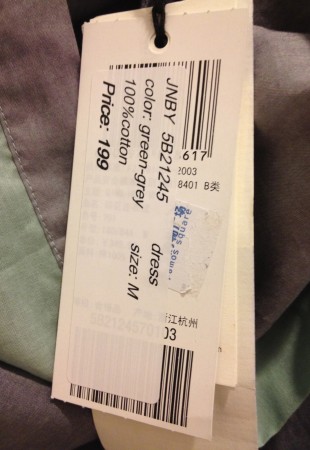 JNBY 5B21245 dress
color: green-grey size: M
100%cotton
Price: 199
617
2003
8401 B类
江杭州
03